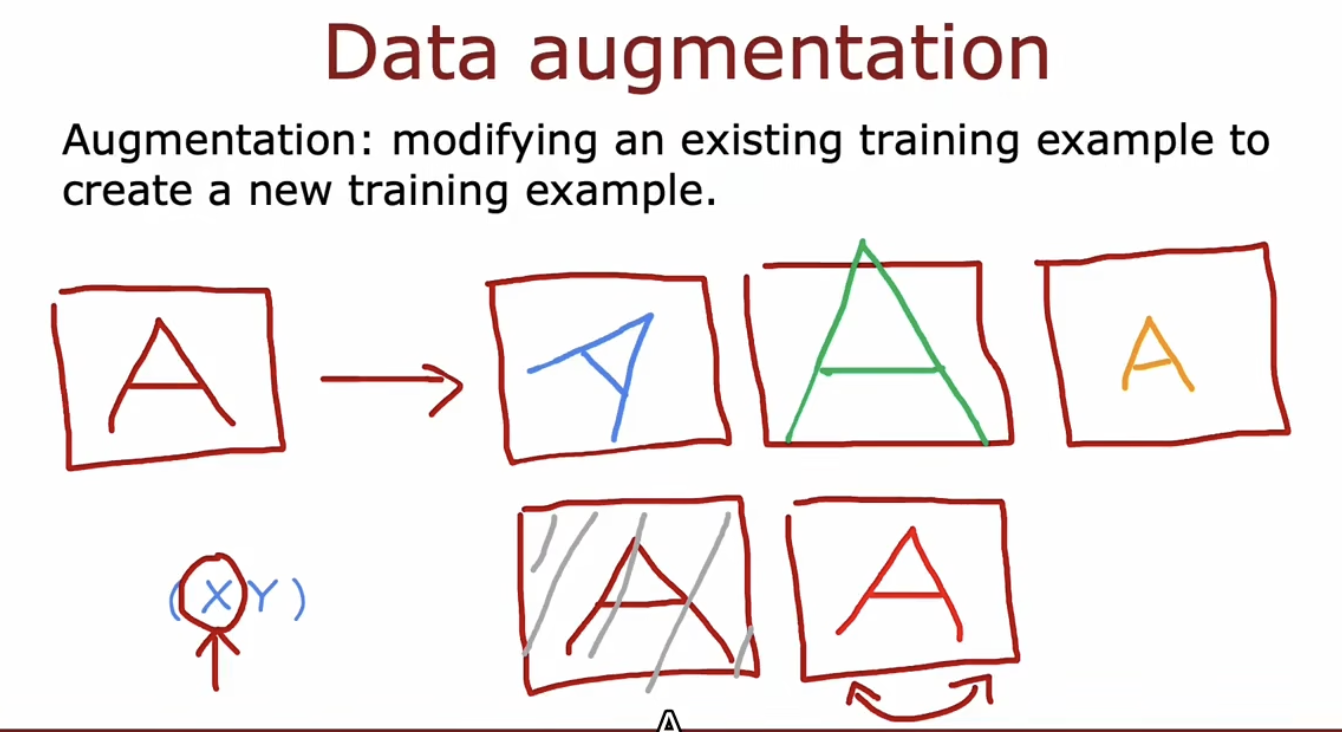 Data augmentation
Augmentation: modifying an existing training example to
create a new training example.
A A A A
(X Y)
A A
A